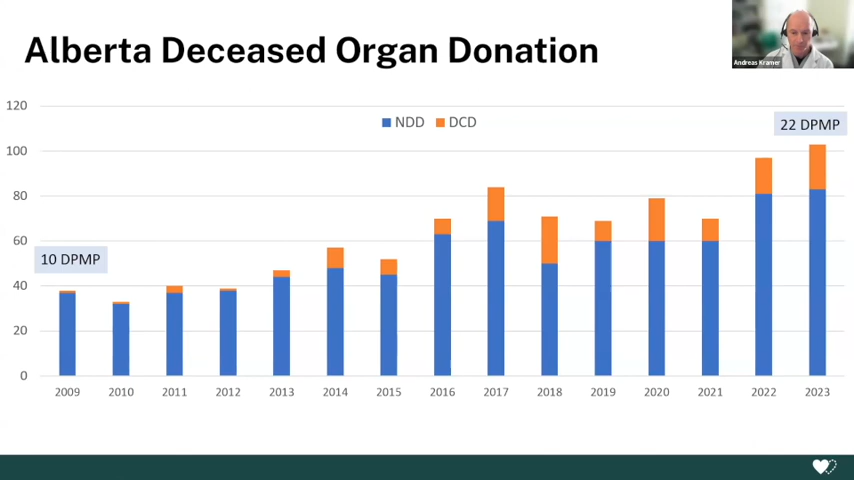 Alberta Deceased Organ Donation
Andreas Kramer
120
NDD DCD
22 DPMP
100
80
60
10 DPMP
40
20
0
2009 2010 2011 2012 2013 2014 2015 2016 2017 2018 2019 2020 2021 2022 2023